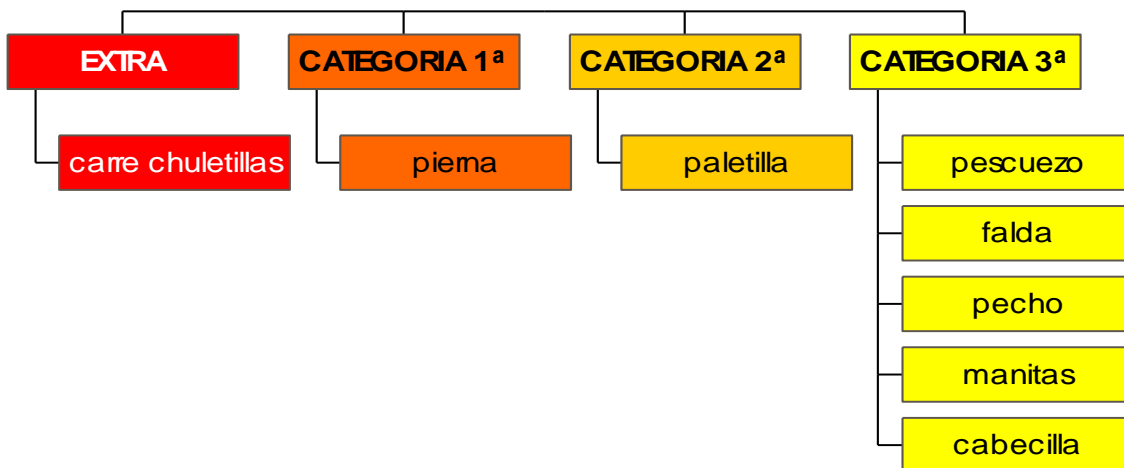 EXTRA
CATEGORIA 1ª
CATEGORIA 2ª
CATEGORIA 3ª
carre chuletillas
pierna
paletilla
pescuezo
falda
pecho
manitas
cabecilla